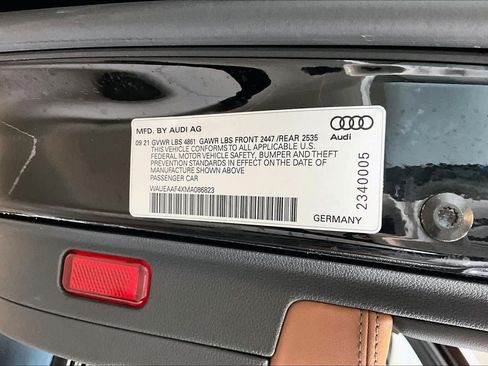 MFD. BY AUDI AG
09 21 GVWR LBS 4861 GAWR LBS FRONT 2447 /REAR 2535
THIS VEHICLE CONFORMS TO ALL APPLICABLE U.S.
FEDERAL MOTOR VEHICLE SAFETY, BUMPER AND THEFT
PREVENTION STANDARDS IN EFFECT ON THE DATE OF
MANUFACTURE SHOWN ABOVE
PASSENGER CAR
WAUEAAF4XMA086823
Audi
2340005
GERMANY